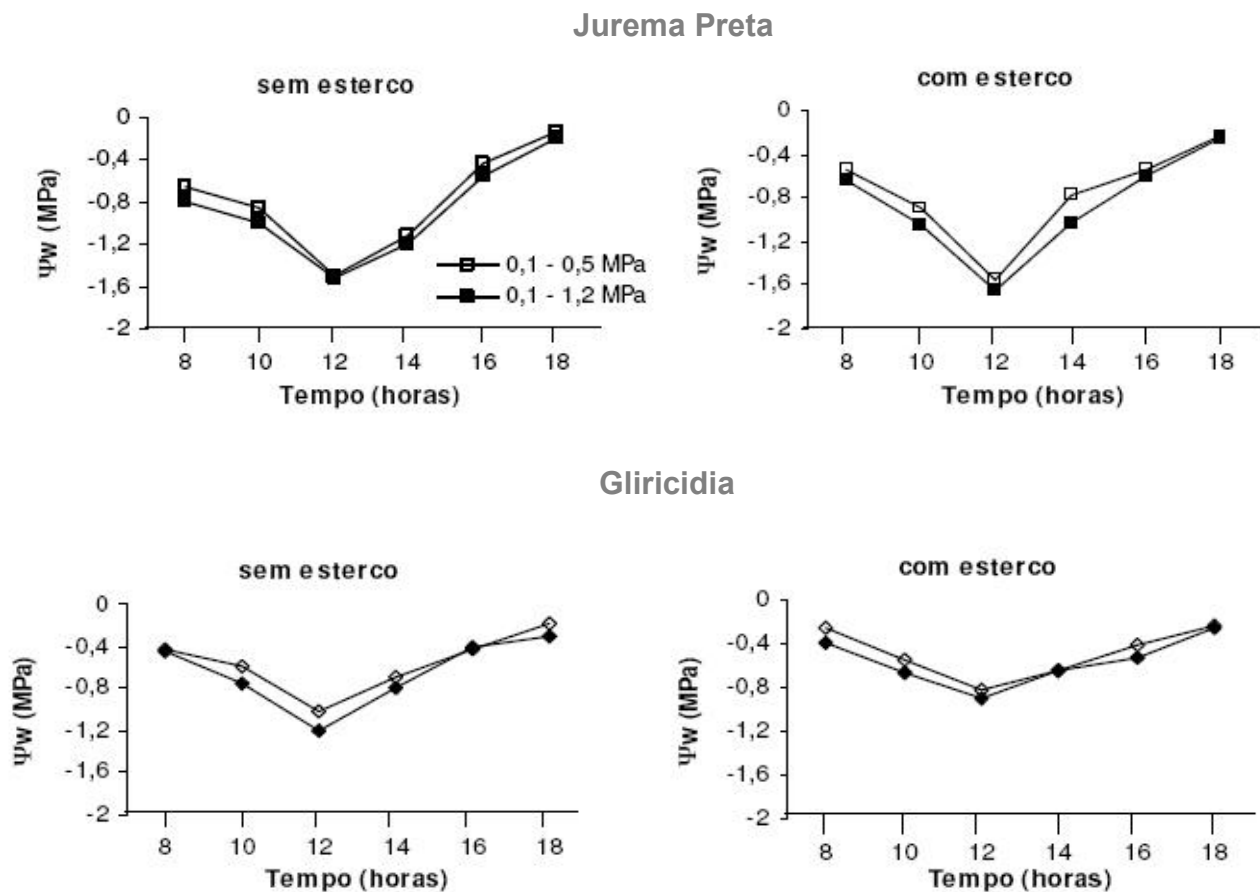 Jurema Preta
sem esterco
com esterco
0
-0,4
-0,8
-1,2
-1,6
-2
Ψw (MPa)
0,1 - 0,5 MPa
0,1 - 1,2 MPa
8 10 12 14 16 18
Tempo (horas)
0
-0,4
-0,8
-1,2
-1,6
-2
Ψw (MPa)
8 10 12 14 16 18
Tempo (horas)
Gliricidia
sem esterco
com esterco
0
-0,4
-0,8
-1,2
-1,6
-2
Ψw (MPa)
8 10 12 14 16 18
Tempo (horas)
0
-0,4
-0,8
-1,2
-1,6
-2
Ψw (MPa)
8 10 12 14 16 18
Tempo (horas)